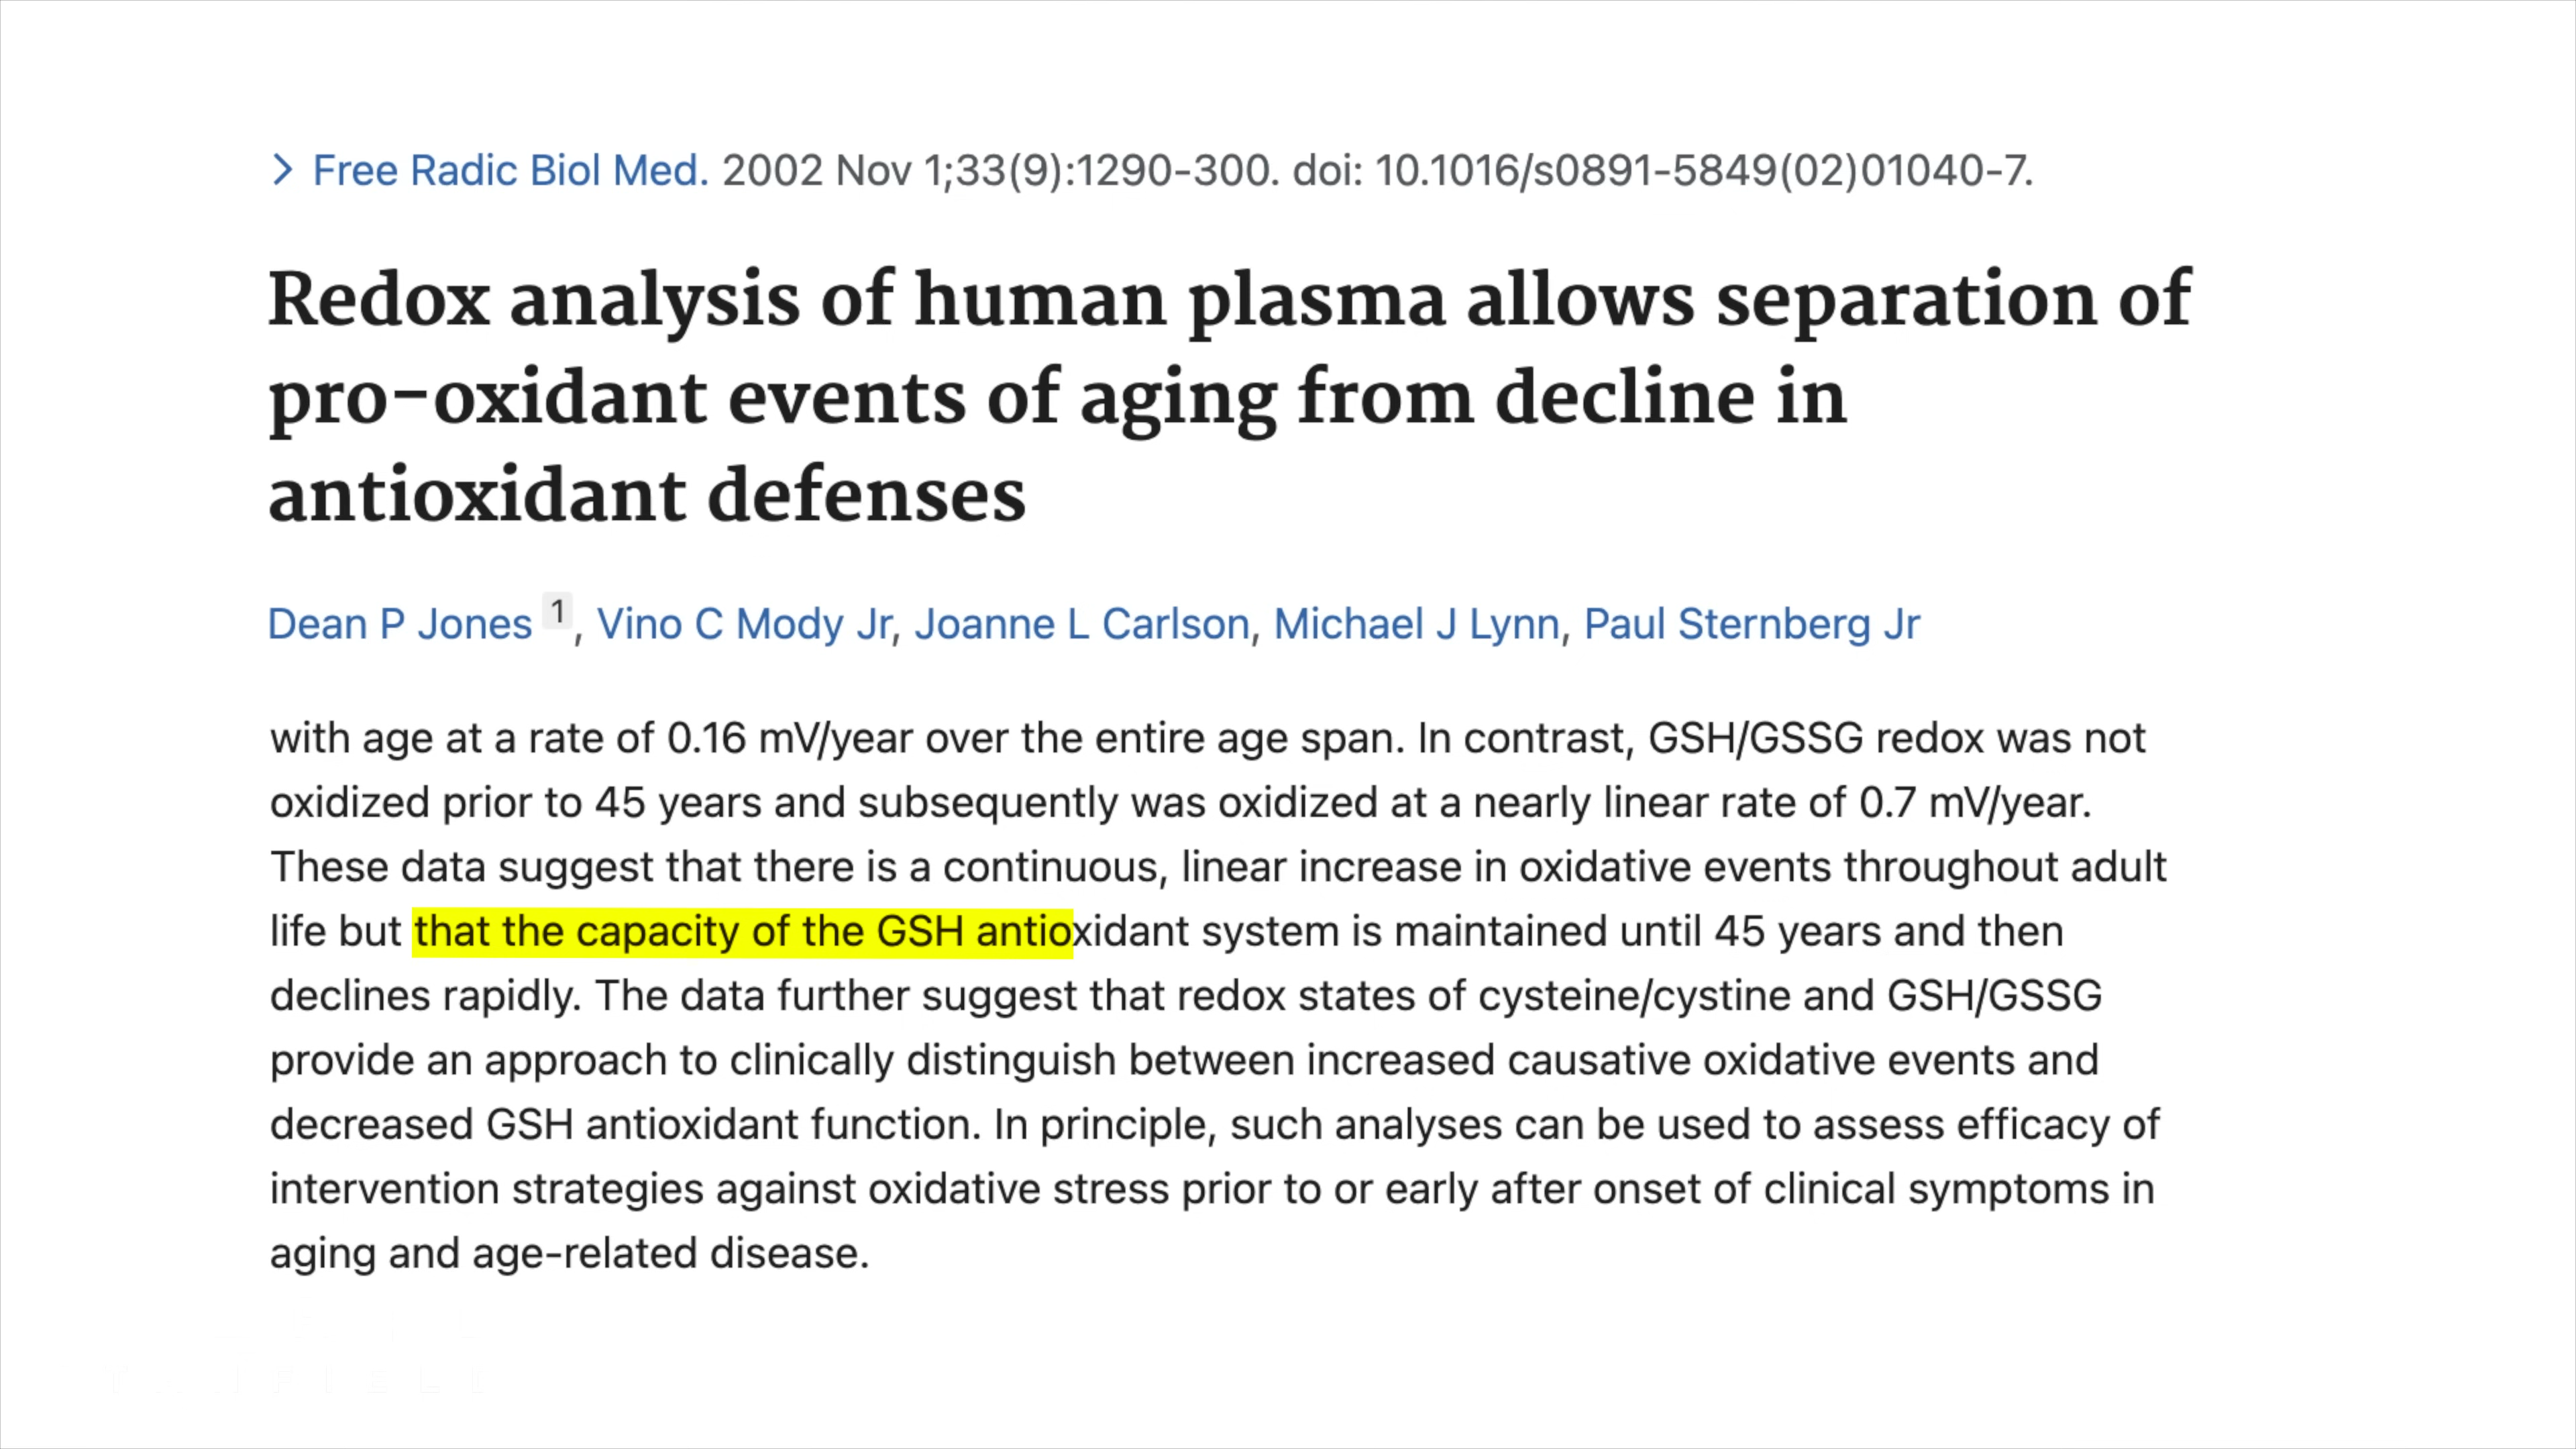 > Free Radic Biol Med. 2002 Nov 1;33(9):1290-300. doi: 10.1016/s0891-5849(02)01040-7.
Redox analysis of human plasma allows separation of
pro-oxidant events of aging from decline in
antioxidant defenses
Dean P Jones 1, Vino C Mody Jr, Joanne L Carlson, Michael J Lynn, Paul Sternberg Jr
with age at a rate of 0.16 mV/year over the entire age span. In contrast, GSH/GSSG redox was not
oxidized prior to 45 years and subsequently was oxidized at a nearly linear rate of 0.7 mV/year.
These data suggest that there is a continuous, linear increase in oxidative events throughout adult
life but that the capacity of the GSH antioxidant system is maintained until 45 years and then
declines rapidly. The data further suggest that redox states of cysteine/cystine and GSH/GSSG
provide an approach to clinically distinguish between increased causative oxidative events and
decreased GSH antioxidant function. In principle, such analyses can be used to assess efficacy of
intervention strategies against oxidative stress prior to or early after onset of clinical symptoms in
aging and age-related disease.